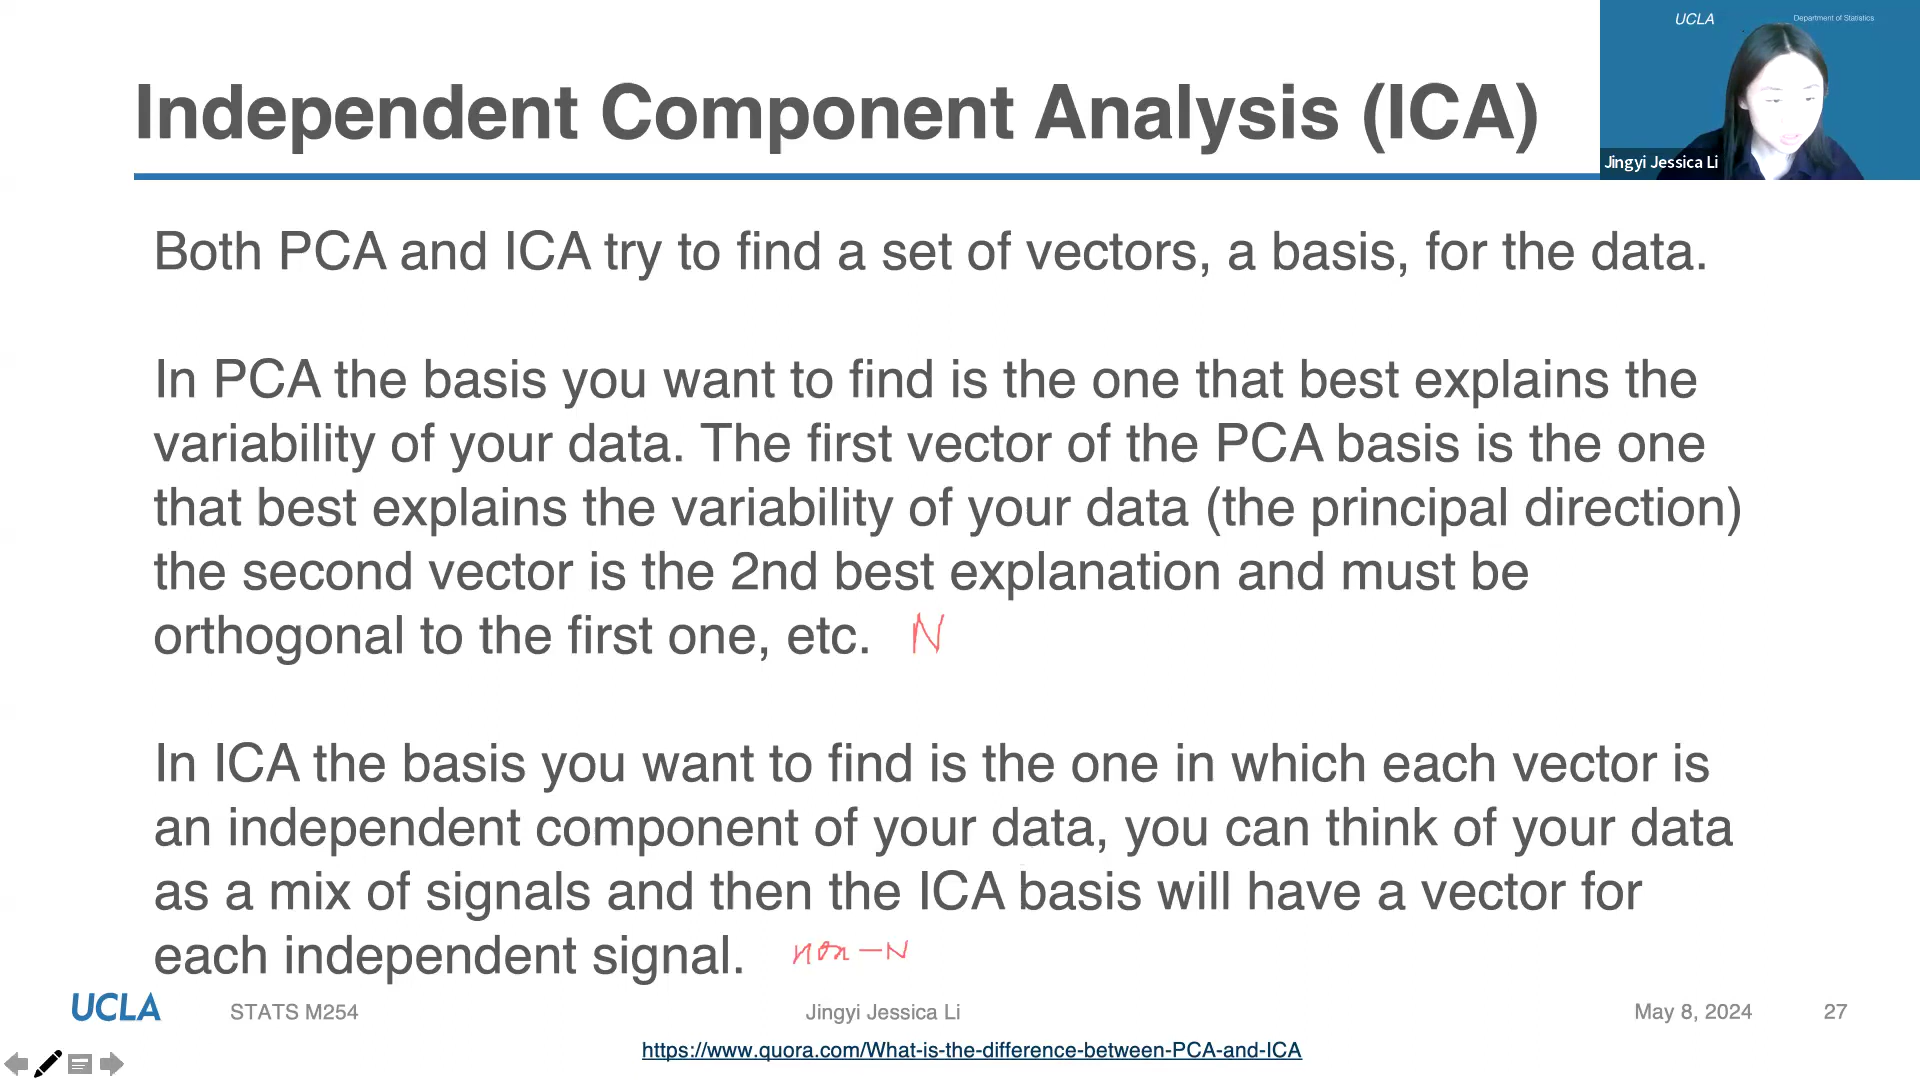 UCLA Department of Statistics
Independent Component Analysis (ICA)
Jingyi Jessica Li
Both PCA and ICA try to find a set of vectors, a basis, for the data.
In PCA the basis you want to find is the one that best explains the
variability of your data. The first vector of the PCA basis is the one
that best explains the variability of your data (the principal direction)
the second vector is the 2nd best explanation and must be
orthogonal to the first one, etc. N
In ICA the basis you want to find is the one in which each vector is
an independent component of your data, you can think of your data
as a mix of signals and then the ICA basis will have a vector for
each independent signal. non-N
UCLA STATS M254 Jingyi Jessica Li May 8, 2024 27
https://www.quora.com/What-is-the-difference-between-PCA-and-ICA